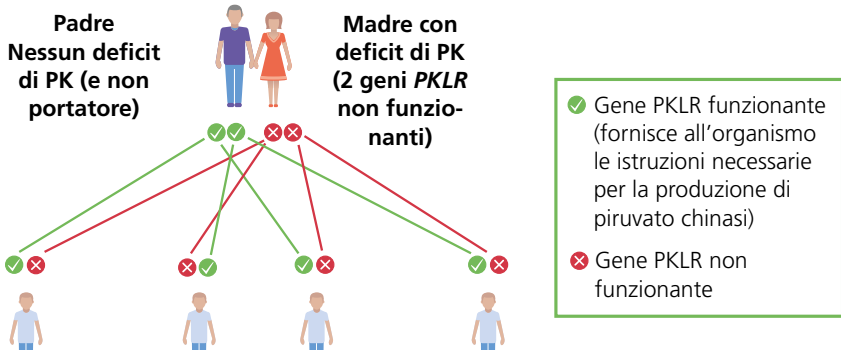 Padre
Nessun deficit
di PK (e non
portatore)
Madre con
deficit di PK
(2 geni PKLR
non funzio-
nanti)
Gene PKLR funzionante
(fornisce all’organismo
le istruzioni necessarie
per la produzione di
piruvato chinasi)
Gene PKLR non
funzionante